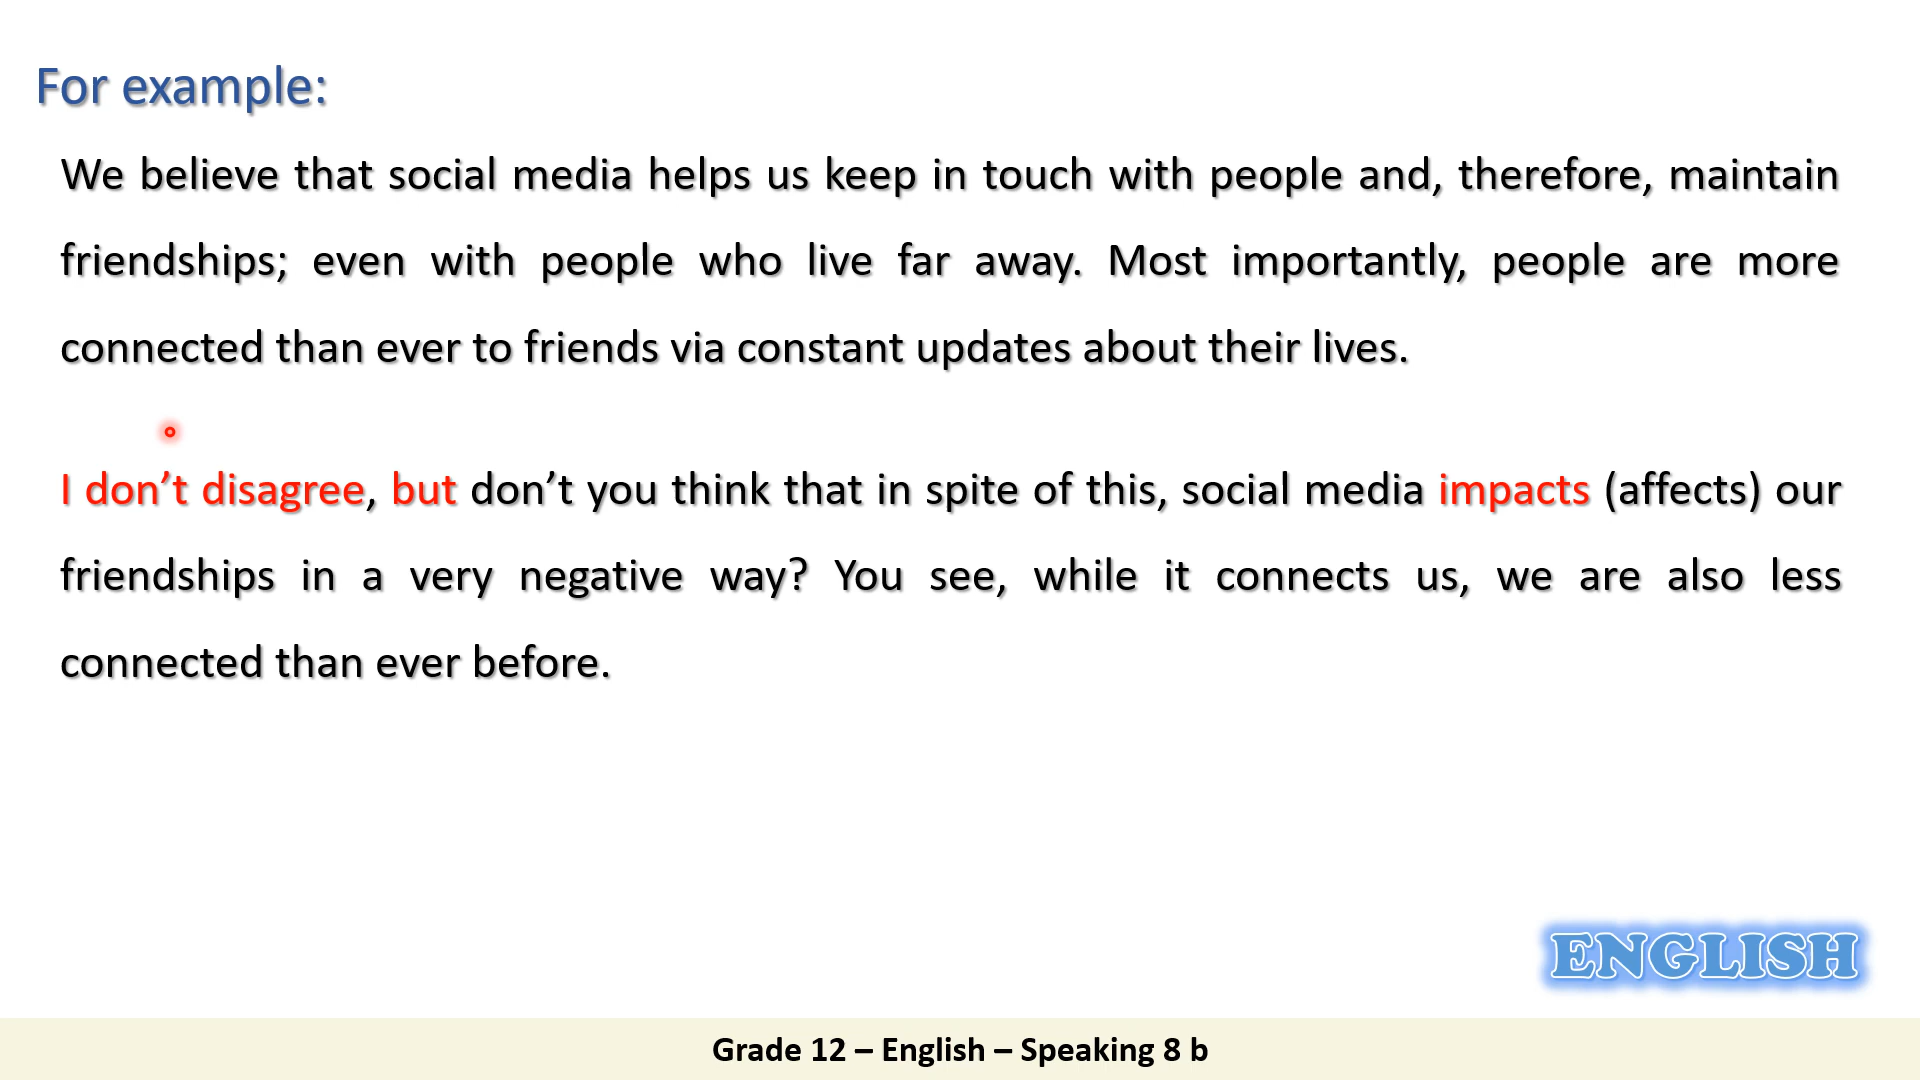 For example:
We believe that social media helps us keep in touch with people and, therefore, maintain
friendships; even with people who live far away. Most importantly, people are more
connected than ever to friends via constant updates about their lives.
I don’t disagree, but don’t you think that in spite of this, social media impacts (affects) our
friendships in a very negative way? You see, while it connects us, we are also less
connected than ever before.
ENGLISH
Grade 12 – English – Speaking 8 b